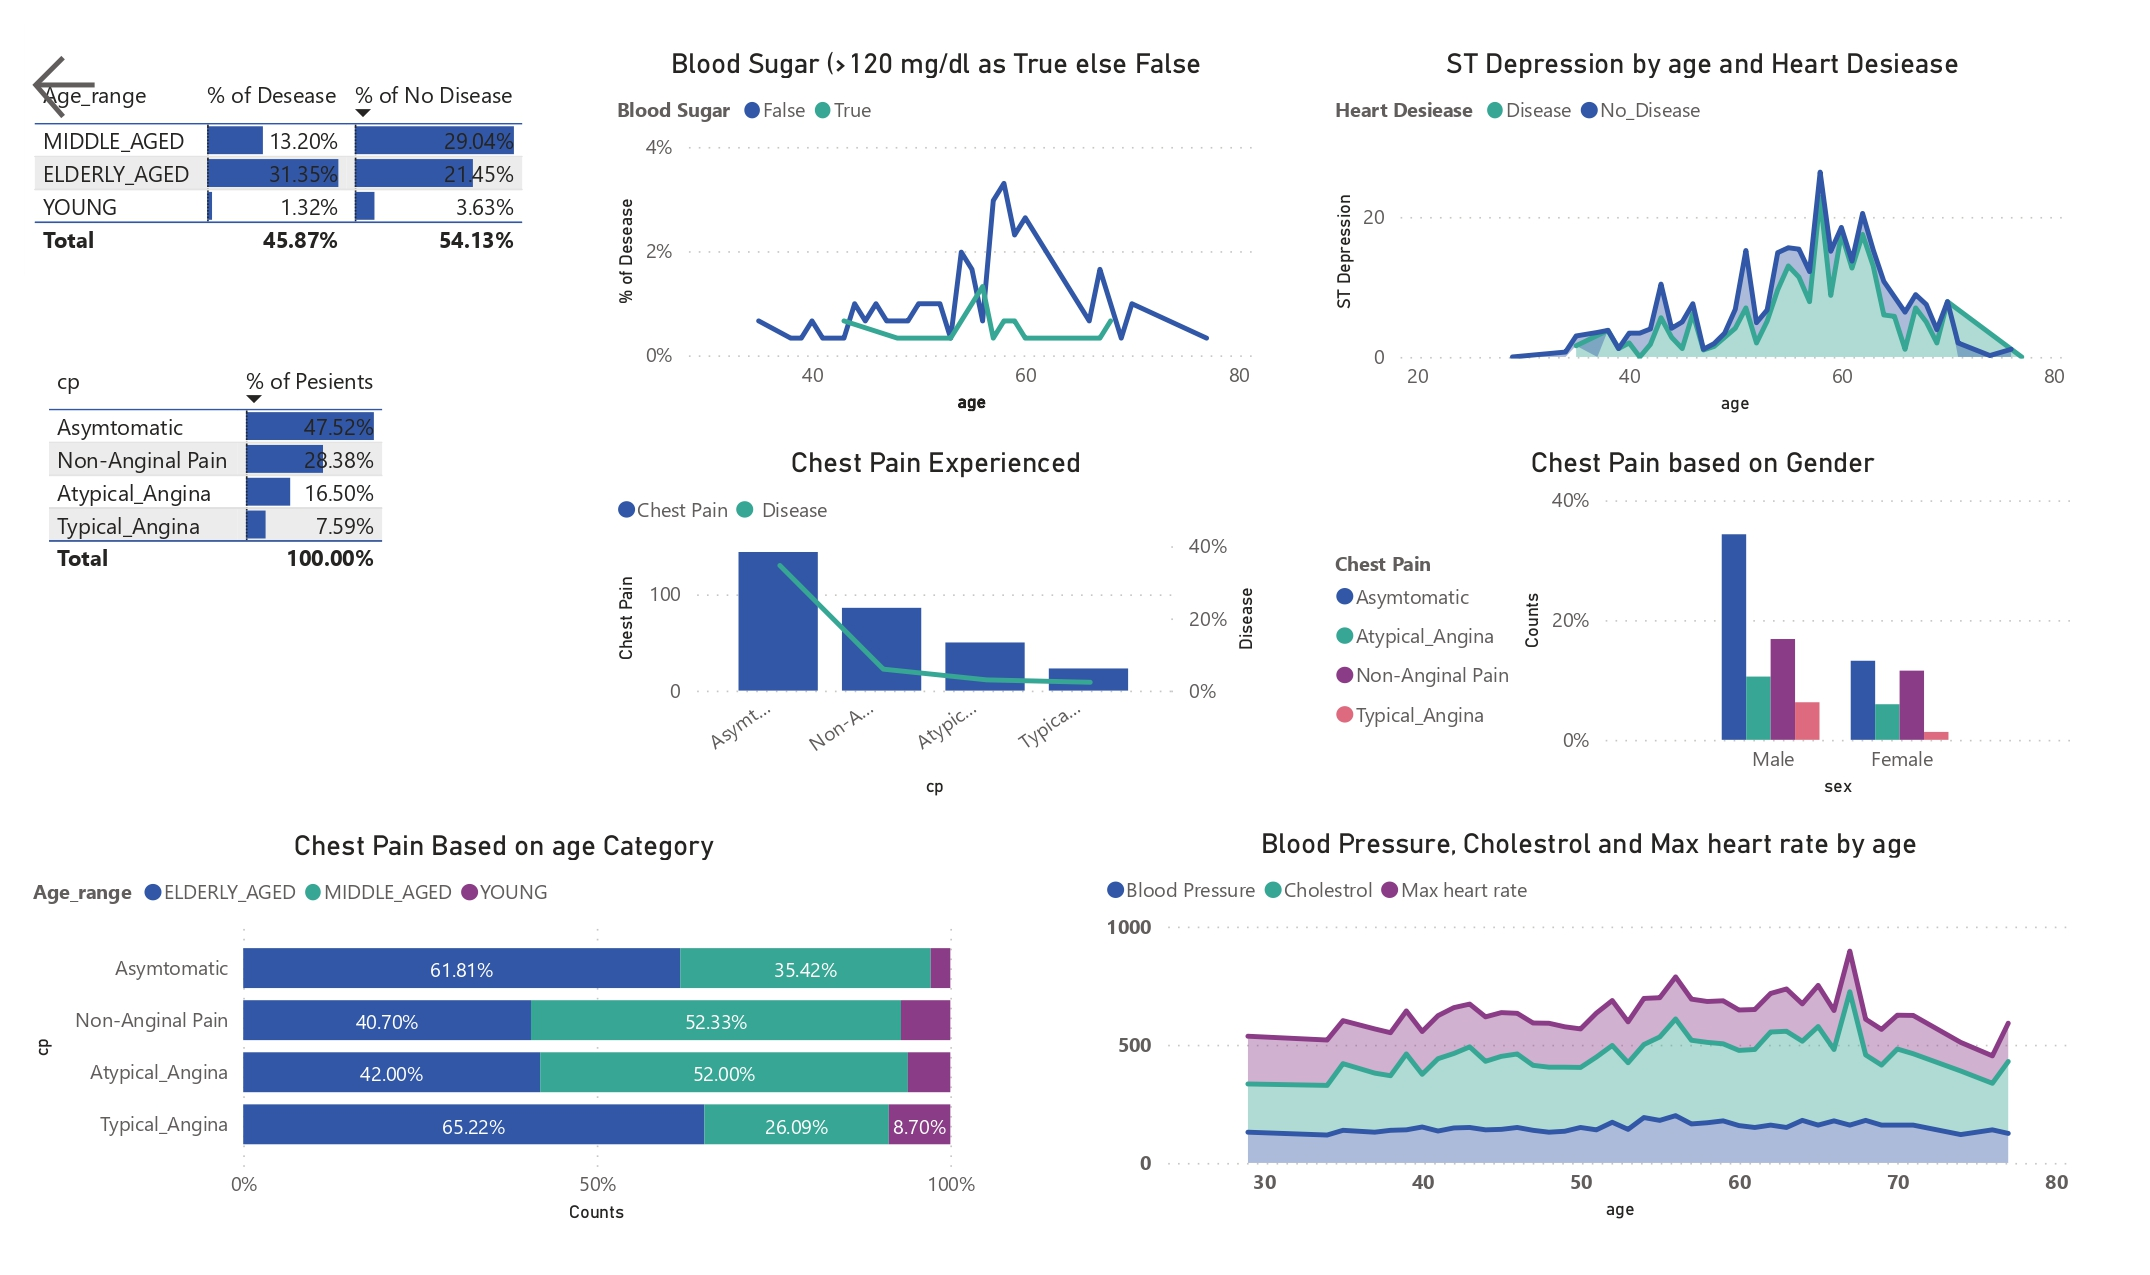 Age_range % of Desease % of No Disease
MIDDLE_AGED 13.20% 29.04%
ELDERLY_AGED 31.35% 21.45%
YOUNG 1.32% 3.63%
Total 45.87% 54.13%
cp % of Pesients
Asymtomatic 47.52%
Non-Anginal Pain 28.38%
Atypical_Angina 16.50%
Typical_Angina 7.59%
Total 100.00%
Blood Sugar (>120 mg/dl as True else False
Blood Sugar False True
% of Desease
4%
2%
0%
40 60 80
age
ST Depression by age and Heart Desiease
Heart Desiease Disease No_Disease
ST Depression
20
0
20 40 60 80
age
Chest Pain Experienced
Chest Pain Disease
Chest Pain
100
0
40%
20%
0%
Disease
Asymt... Non-A... Atypic... Typica...
cp
Chest Pain based on Gender
Chest Pain
Asymtomatic
Atypical_Angina
Non-Anginal Pain
Typical_Angina
Counts
40%
20%
0%
Male Female
sex
Chest Pain Based on age Category
Age_range ELDERLY_AGED MIDDLE_AGED YOUNG
cp
Asymtomatic 61.81% 35.42%
Non-Anginal Pain 40.70% 52.33%
Atypical_Angina 42.00% 52.00%
Typical_Angina 65.22% 26.09% 8.70%
0% 50% 100%
Counts
Blood Pressure, Cholestrol and Max heart rate by age
Blood Pressure Cholestrol Max heart rate
1000
500
0
30 40 50 60 70 80
age